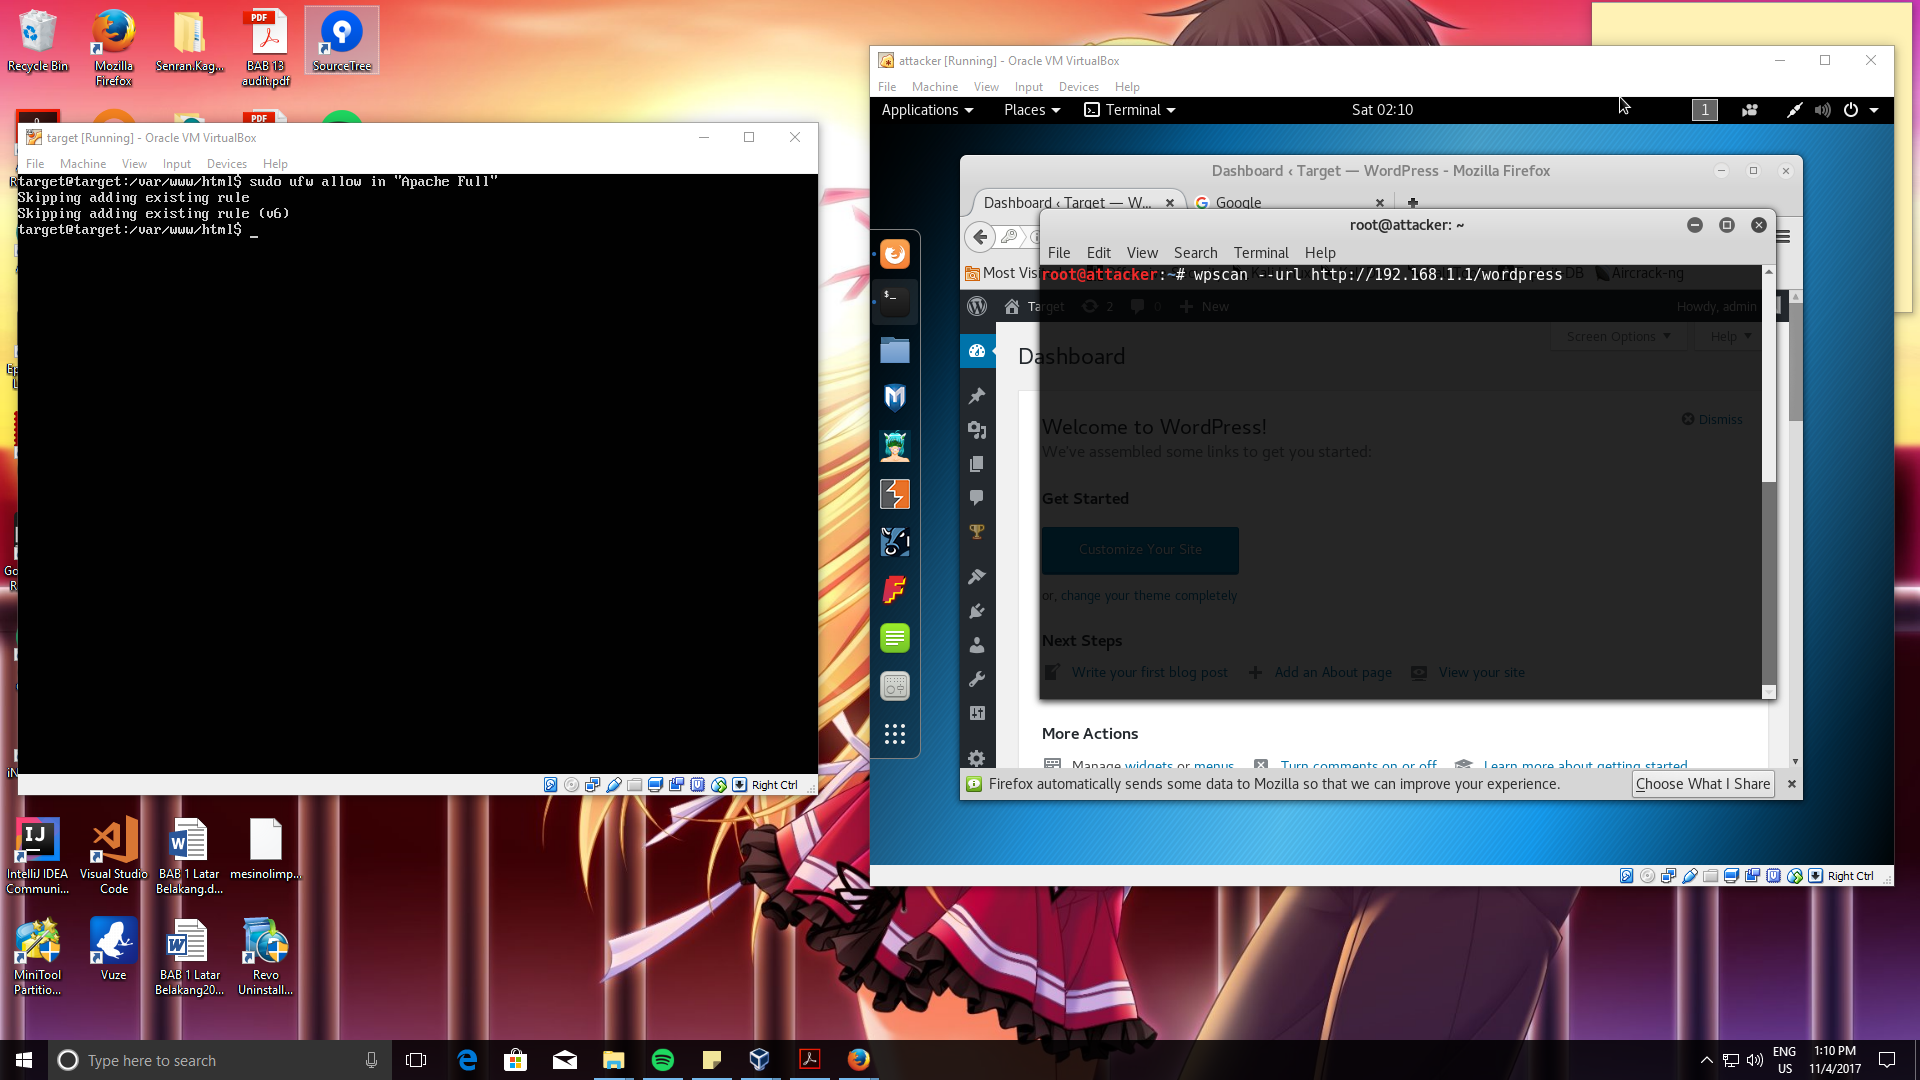 Recycle Bin
Mozilla
Firefox
Senran.Kag...
PDF
BAB 13
audit.pdf
SourceTree
target [Running] - Oracle VM VirtualBox
File Machine View Input Devices Help
target@target:/var/www/html$ sudo ufw allow in "Apache Full"
Skipping adding existing rule
Skipping adding existing rule (v6)
target@target:/var/www/html$ _
Right Ctrl
attacker [Running] - Oracle VM VirtualBox
File Machine View Input Devices Help
Applications Places Terminal Sat 02:10 1
Dashboard ‹ Target — WordPress - Mozilla Firefox
Dashboard ‹ Target — W... Google
root@attacker: ~
File Edit View Search Terminal Help
Most Visi
Aircrack-ng
root@attacker:~# wpscan --url http://192.168.1.1/wordpress
Target 2 0 New Howdy, admin
Screen Options Help
Dashboard
Welcome to WordPress!
Dismiss
We've assembled some links to get you started:
Get Started
Customize Your Site
or, change your theme completely
Next Steps
Write your first blog post Add an About page View your site
More Actions
Manage widgets or menus Turn comments on or off Learn more about getting started
Firefox automatically sends some data to Mozilla so that we can improve your experience. Choose What I Share
Right Ctrl
IntelliJ IDEA
Communi...
Visual Studio
Code
BAB 1 Latar
Belakang.d...
mesinolimp...
MiniTool
Partitio...
Vuze
BAB 1 Latar
Belakang20...
Revo
Uninstall...
Type here to search
ENG
US
1:10 PM
11/4/2017